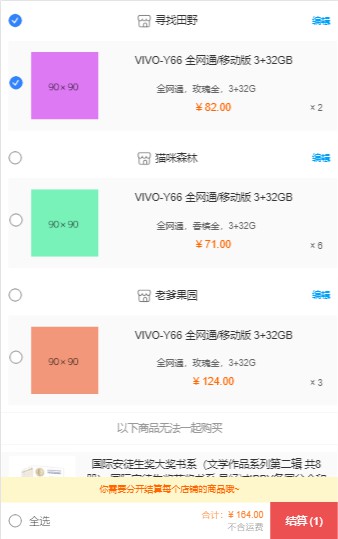 寻找田野
编辑
90×90
VIVO-Y66 全网通/移动版 3+32GB
全网通，玫瑰金，3+32G
¥ 82.00
× 2
猫咪森林
编辑
90×90
VIVO-Y66 全网通/移动版 3+32GB
全网通，香槟金，3+32G
¥ 71.00
× 6
老爹果园
编辑
90×90
VIVO-Y66 全网通/移动版 3+32GB
全网通，玫瑰金，3+32G
¥ 124.00
× 3
以下商品无法一起购买
国际安徒生奖大奖书系（文学作品系列第二辑 共8
你需要分开结算每个店铺的商品哦~
全选
合计：¥ 164.00
不含运费
结算 (1)